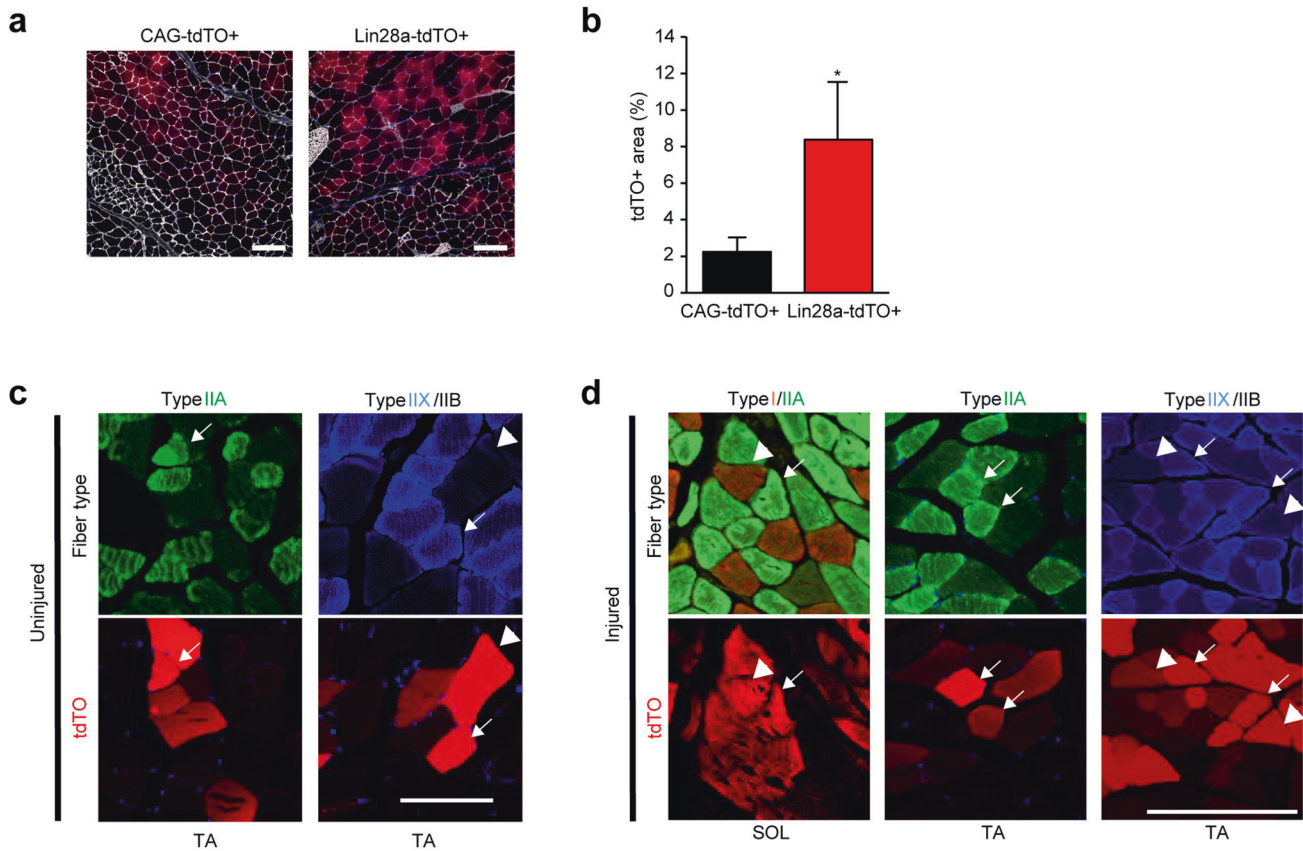 a
CAG-tdTO+
Lin28a-tdTO+
b
tdTO+ area (%)
14
12
10
8
6
4
2
0
*
CAG-tdTO+
Lin28a-tdTO+
c
Type IIA
Type IIX/IIB
Uninjured
Fiber type
tdTO
TA
TA
d
Type I/IIA
Type IIA
Type IIX/IIB
Injured
Fiber type
tdTO
SOL
TA
TA